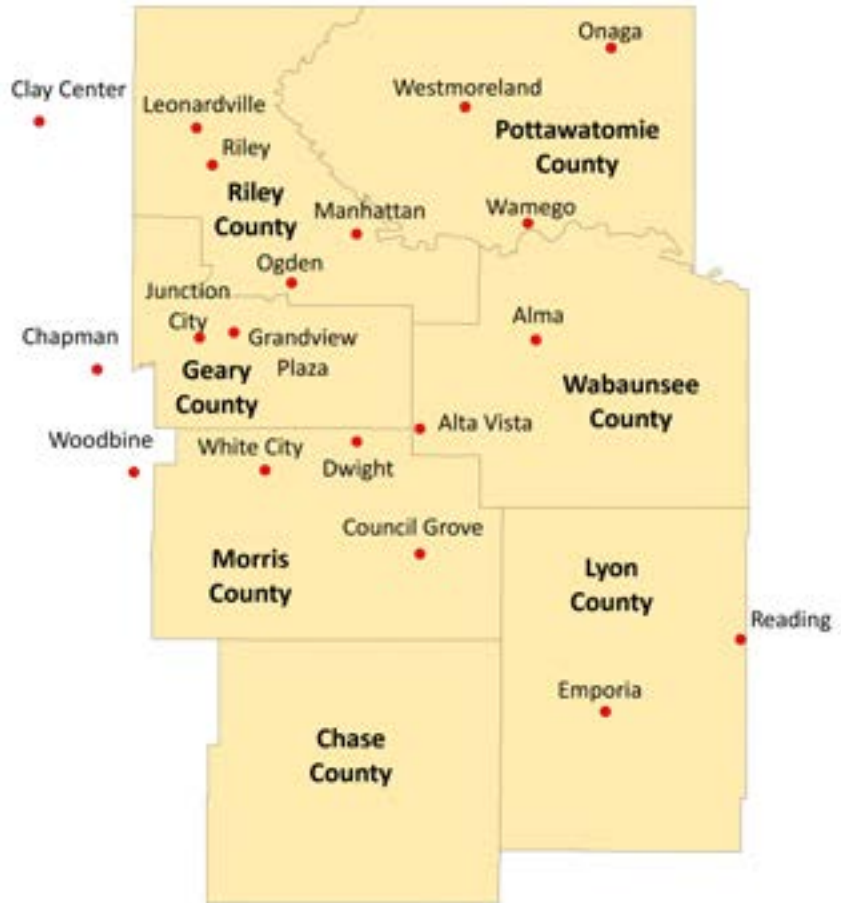 Onaga
Clay Center
Westmoreland
Leonardville
Pottawatomie
County
Riley
Riley
County
Manhattan
Wamego
Ogden
Junction
City
Alma
Chapman
Grandview
Plaza
Geary
County
Wabaunsee
County
Alta Vista
Woodbine
White City
Dwight
Council Grove
Morris
County
Lyon
County
Reading
Emporia
Chase
County